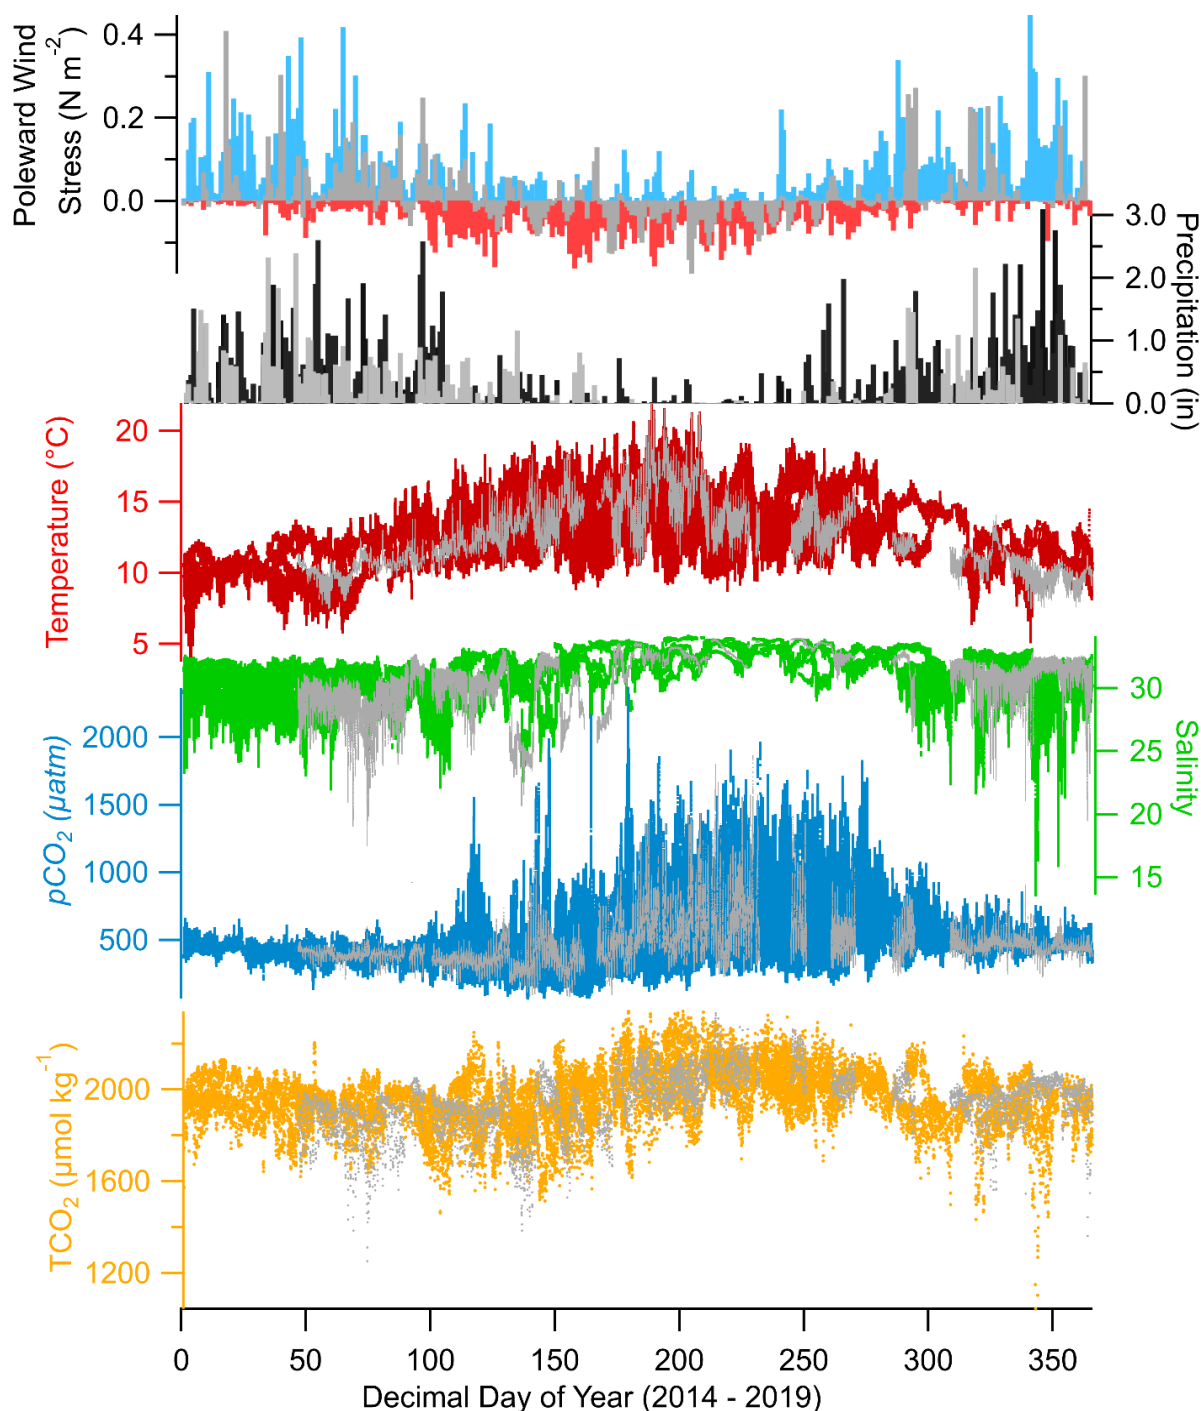 Poleward Wind
Stress (N m⁻²)
0.4
0.2
0.0
Precipitation (in)
3.0
2.0
1.0
0.0
Temperature (°C)
20
15
10
5
Salinity
30
25
20
15
pCO₂ (µatm)
2000
1500
1000
500
TCO₂ (µmol kg⁻¹)
2000
1600
1200
0 50 100 150 200 250 300 350
Decimal Day of Year (2014 - 2019)